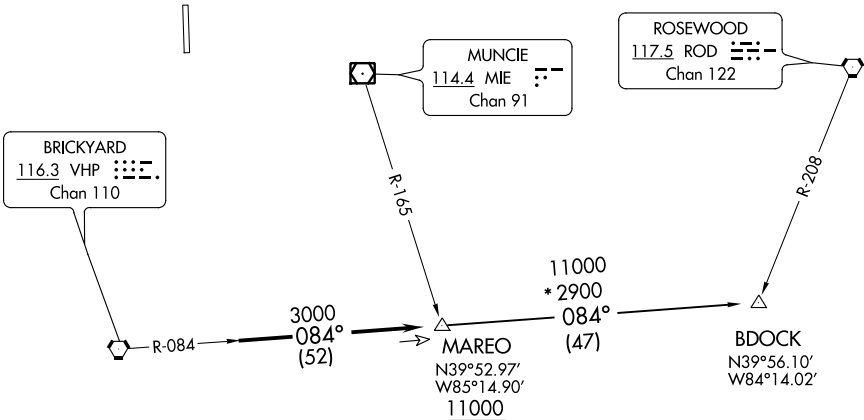 ROSEWOOD
117.5 ROD
Chan 122
MUNCIE
114.4 MIE
Chan 91
BRICKYARD
116.3 VHP
Chan 110
R-165
R-208
11000
*2900
084°
(47)
3000
084°
(52)
R-084
MAREO
N39°52.97'
W85°14.90'
11000
BDOCK
N39°56.10'
W84°14.02'